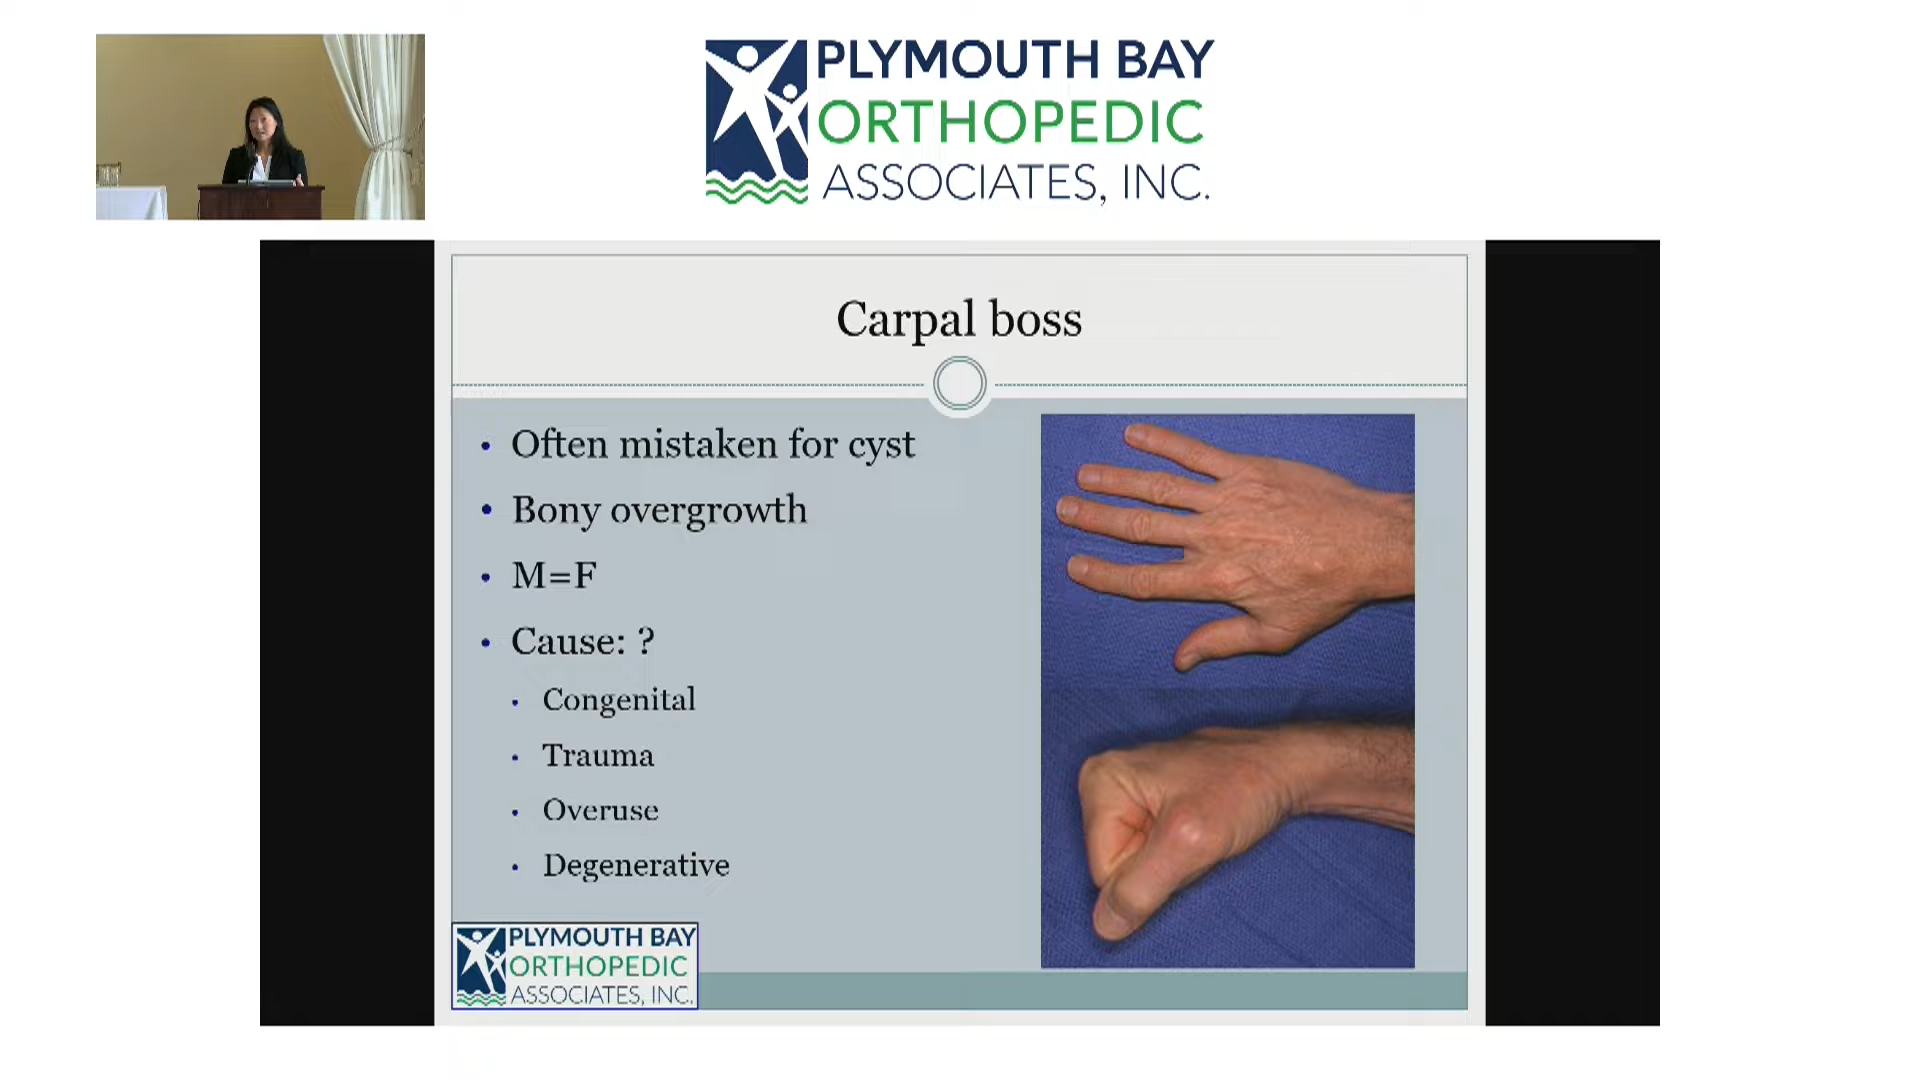 PLYMOUTH BAY
ORTHOPEDIC
ASSOCIATES, INC.
Carpal boss
• Often mistaken for cyst
• Bony overgrowth
• M=F
• Cause: ?
• Congenital
• Trauma
• Overuse
• Degenerative
PLYMOUTH BAY
ORTHOPEDIC
ASSOCIATES, INC.